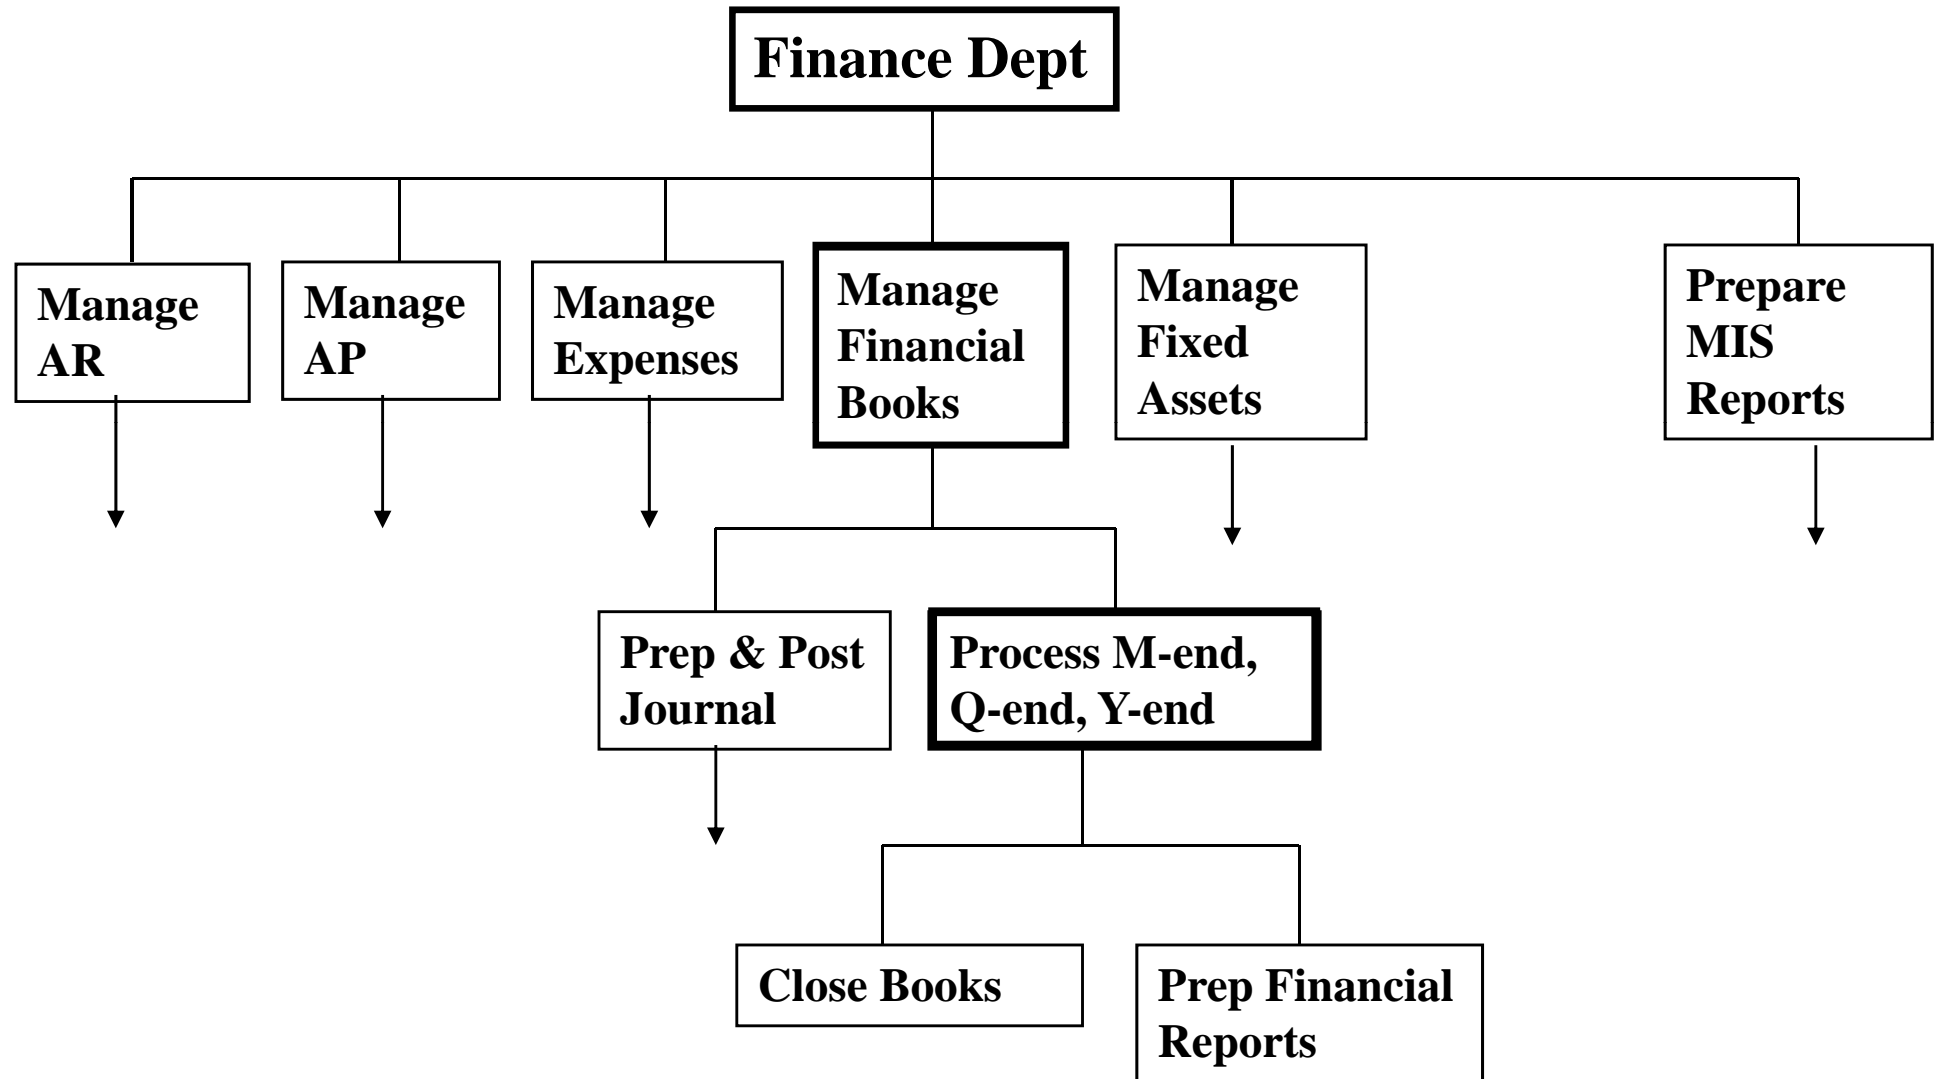 Finance Dept
Manage
AR
Manage
AP
Manage
Expenses
Manage
Financial
Books
Manage
Fixed
Assets
Prepare
MIS
Reports
Prep & Post
Journal
Process M-end,
Q-end, Y-end
Close Books
Prep Financial
Reports